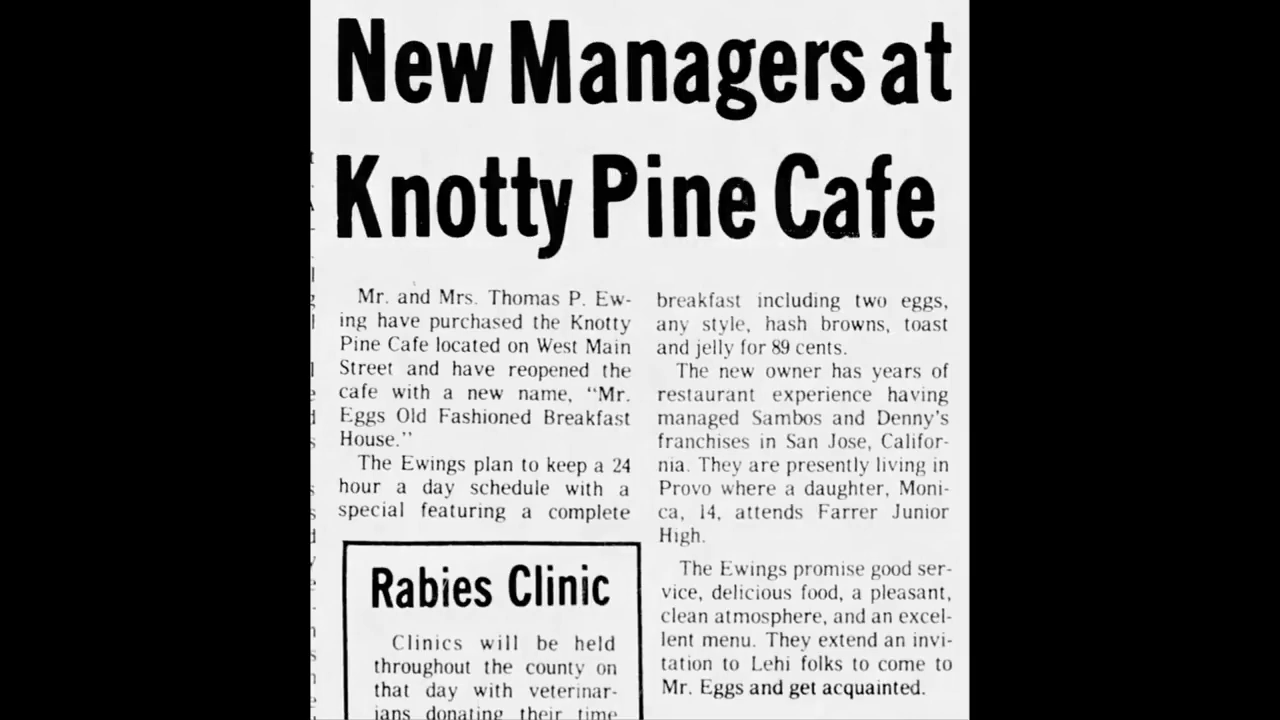 New Managers at
Knotty Pine Cafe
Mr. and Mrs. Thomas P. Ew-
ing have purchased the Knotty
Pine Cafe located on West Main
Street and have reopened the
cafe with a new name, “Mr.
Eggs Old Fashioned Breakfast
House.”
The Ewings plan to keep a 24
hour a day schedule with a
special featuring a complete
breakfast including two eggs,
any style, hash browns, toast
and jelly for 89 cents.
The new owner has years of
restaurant experience having
managed Sambos and Denny's
franchises in San Jose, Califor-
nia. They are presently living in
Provo where a daughter, Moni-
ca, 14, attends Farrer Junior
High.
The Ewings promise good ser-
vice, delicious food, a pleasant,
clean atmosphere, and an excel-
lent menu. They extend an invi-
tation to Lehi folks to come to
Mr. Eggs and get acquainted.
Rabies Clinic
Clinics will be held
throughout the county on
that day with veterinar-
ians donating their time